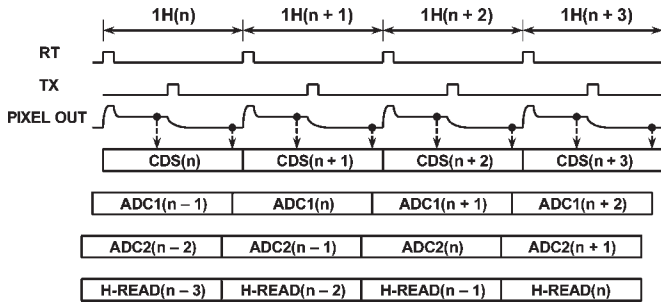 1H(n) 1H(n + 1) 1H(n + 2) 1H(n + 3)
RT
TX
PIXEL OUT
CDS(n) CDS(n + 1) CDS(n + 2) CDS(n + 3)
ADC1(n – 1) ADC1(n) ADC1(n + 1) ADC1(n + 2)
ADC2(n – 2) ADC2(n – 1) ADC2(n) ADC2(n + 1)
H-READ(n – 3) H-READ(n – 2) H-READ(n – 1) H-READ(n)